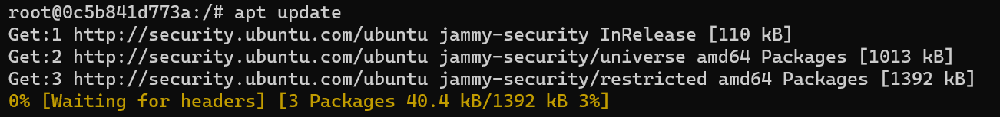 root@0c5b841d773a:/# apt update
Get:1 http://security.ubuntu.com/ubuntu jammy-security InRelease [110 kB]
Get:2 http://security.ubuntu.com/ubuntu jammy-security/universe amd64 Packages [1013 kB]
Get:3 http://security.ubuntu.com/ubuntu jammy-security/restricted amd64 Packages [1392 kB]
0% [Waiting for headers] [3 Packages 40.4 kB/1392 kB 3%]